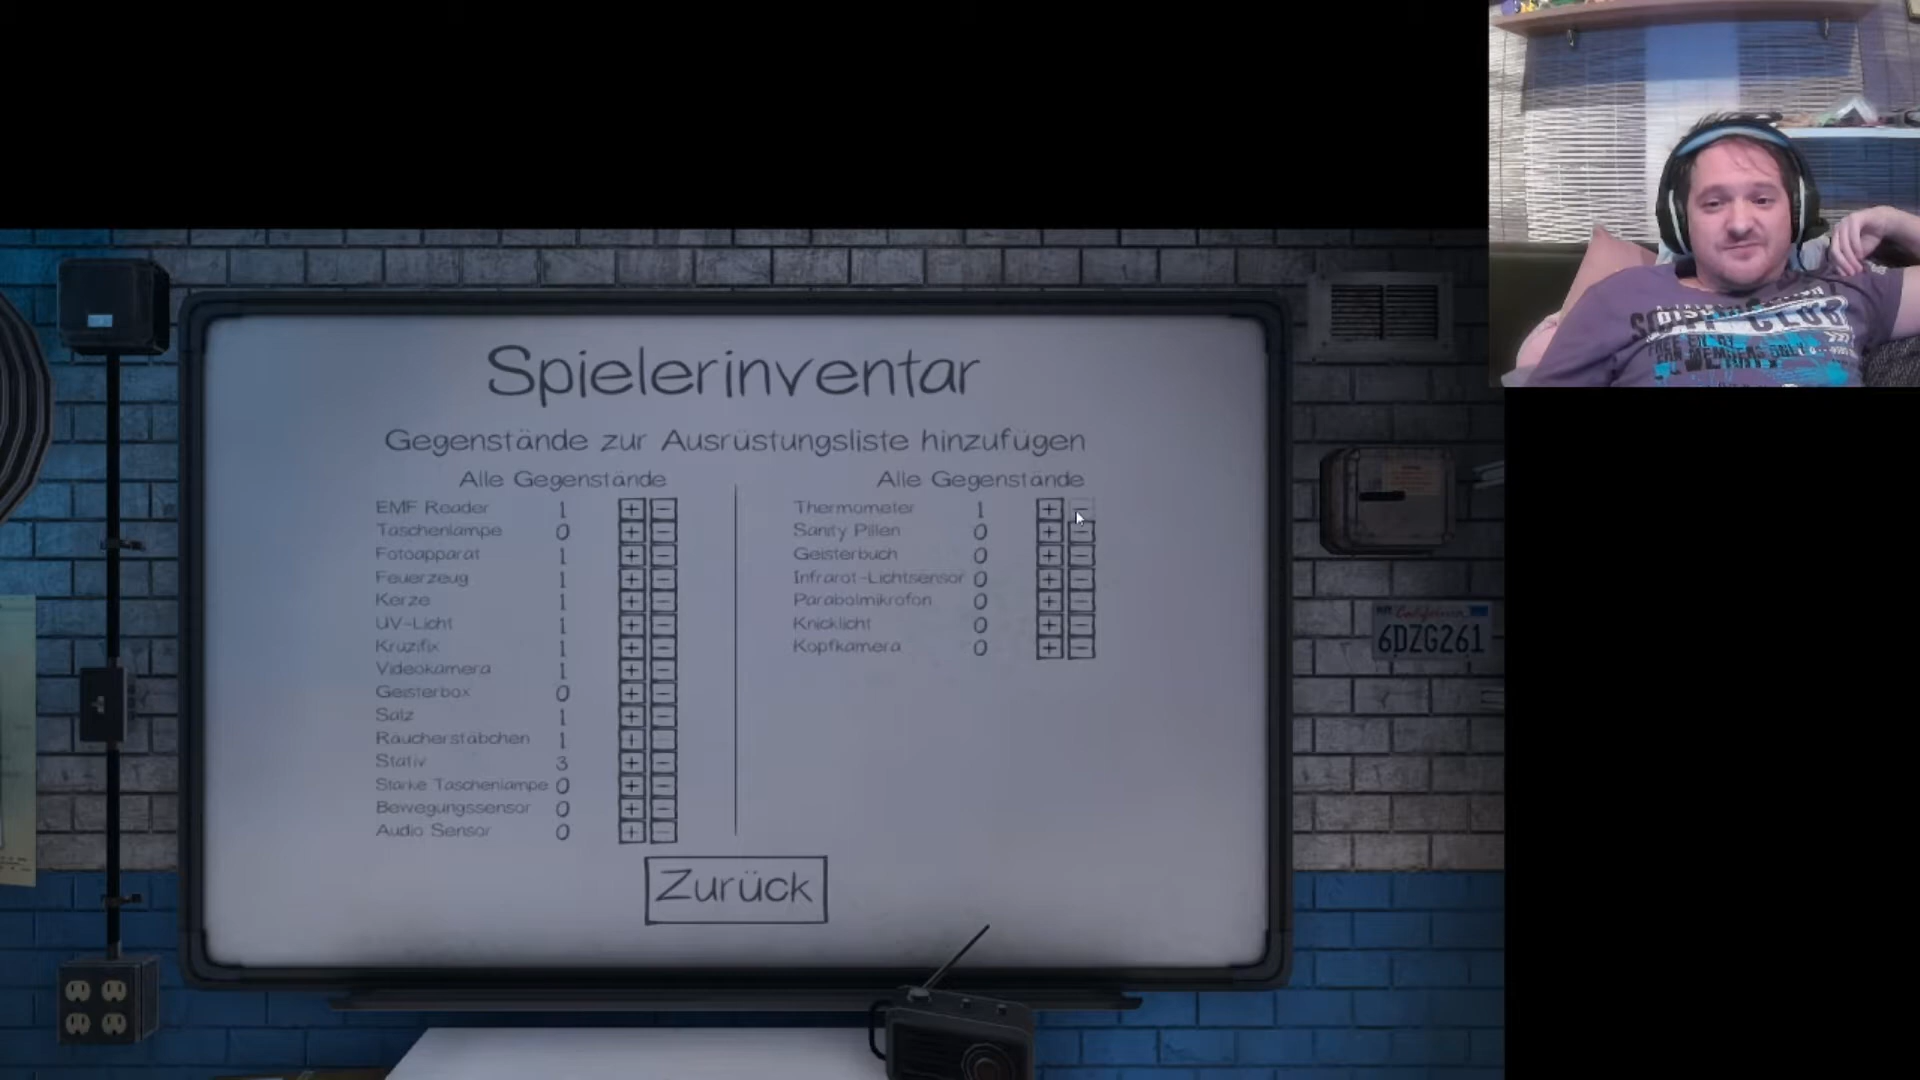 Spielerinventar
Gegenstände zur Ausrüstungsliste hinzufügen
Alle Gegenstände
EMF Reader 1 + -
Taschenlampe 0 + -
Fotoapparat 1 + -
Feuerzeug 1 + -
Kerze 1 + -
UV-Licht 1 + -
Kruzifix 1 + -
Videokamera 1 + -
Geisterbox 0 + -
Salz 1 + -
Räucherstäbchen 1 + -
Stativ 3 + -
Starke Taschenlampe 0 + -
Bewegungssensor 0 + -
Audio Sensor 0 + -
Alle Gegenstände
Thermometer 1 + -
Sanity Pillen 0 + -
Geisterbuch 0 + -
Infrarot-Lichtsensor 0 + -
Parabolmikrofon 0 + -
Knicklicht 0 + -
Kopfkamera 0 + -
Zurück
California
6DZG261
CLUB